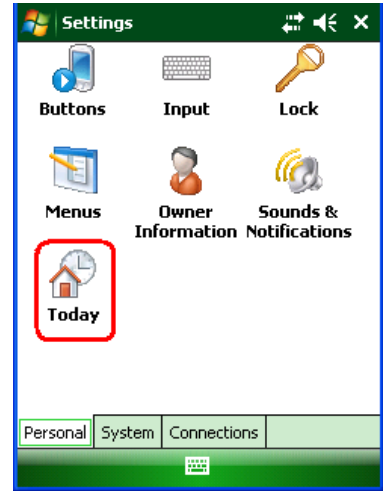 Settings
Buttons
Input
Lock
Menus
Owner
Information
Sounds &
Notifications
Today
Personal
System
Connections